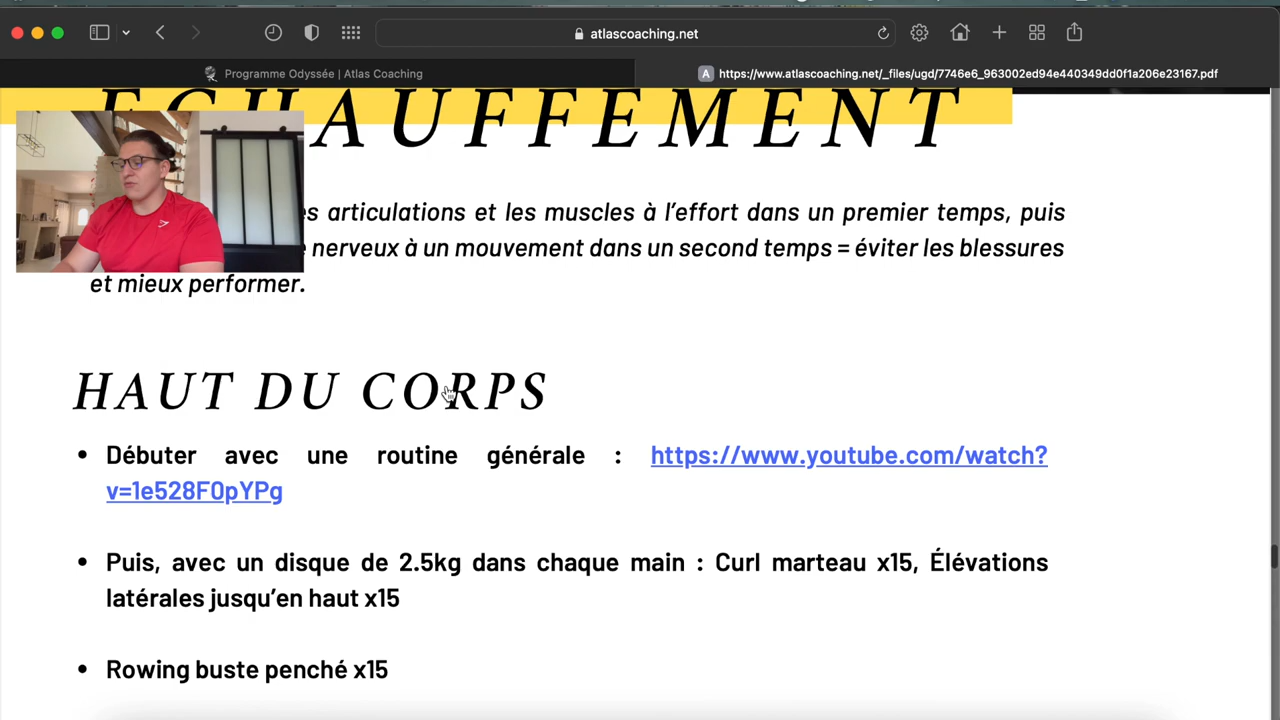 atlascoaching.net
Programme Odyssée | Atlas Coaching
A https://www.atlascoaching.net/_files/ugd/7746e6_963002ed94e440349dd0f1a206e23167.pdf
ECHAUFFEMENT
es articulations et les muscles à l'effort dans un premier temps, puis
nerveux à un mouvement dans un second temps = éviter les blessures
et mieux performer.
HAUT DU CORPS
• Débuter avec une routine générale : https://www.youtube.com/watch?
v=1e528F0pYPg
• Puis, avec un disque de 2.5kg dans chaque main : Curl marteau x15, Élévations
latérales jusqu'en haut x15
• Rowing buste penché x15